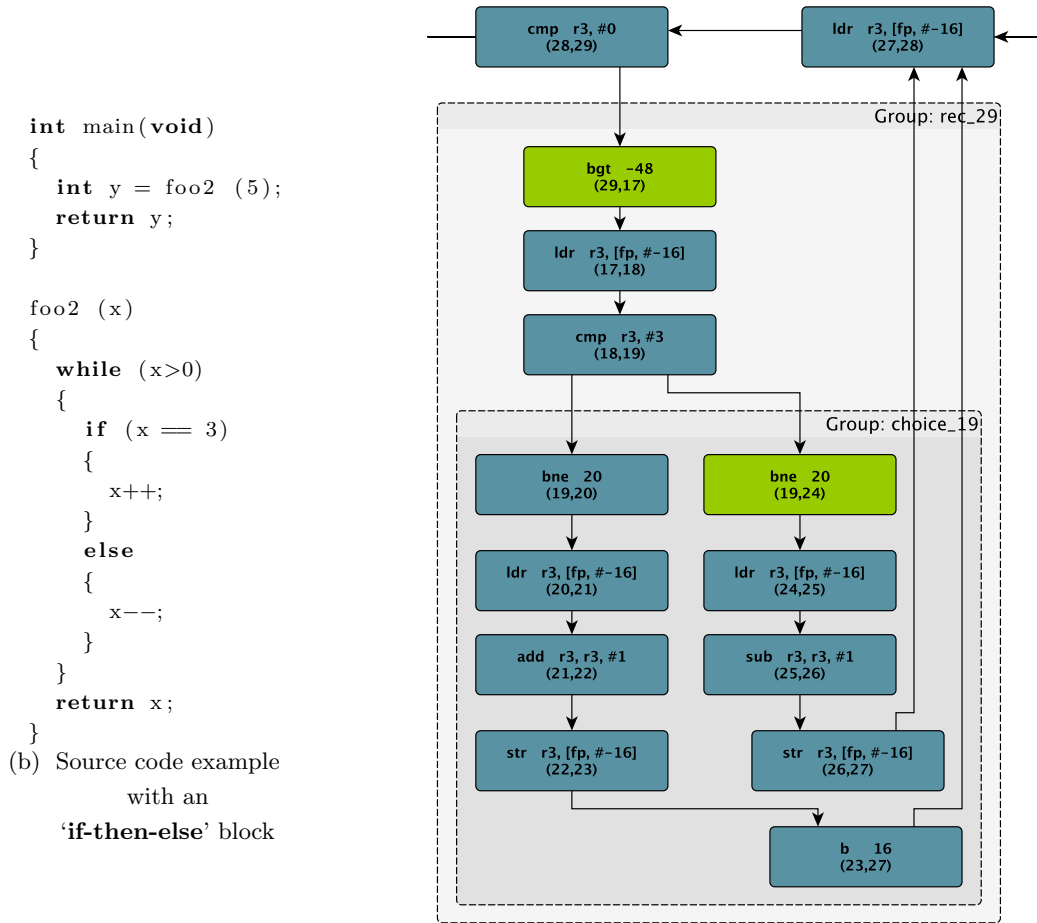 int main(void)
{
int y = foo2 (5);
return y;
}
foo2 (x)
{
while (x>0)
{
if (x == 3)
{
x++;
}
else
{
x−−;
}
}
return x;
}
(b) Source code example
with an
‘if-then-else’ block
cmp r3, #0
(28,29)
ldr r3, [fp, #-16]
(27,28)
Group: rec_29
bgt -48
(29,17)
ldr r3, [fp, #-16]
(17,18)
cmp r3, #3
(18,19)
Group: choice_19
bne 20
(19,20)
bne 20
(19,24)
ldr r3, [fp, #-16]
(20,21)
ldr r3, [fp, #-16]
(24,25)
add r3, r3, #1
(21,22)
sub r3, r3, #1
(25,26)
str r3, [fp, #-16]
(22,23)
str r3, [fp, #-16]
(26,27)
b 16
(23,27)